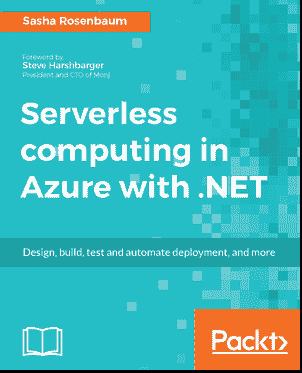 Sasha Rosenbaum
Foreword by
Steve Harshbarger
President and CTO of Monj
Serverless
computing in
Azure with .NET
Design, build, test and automate deployment, and more
Packt>